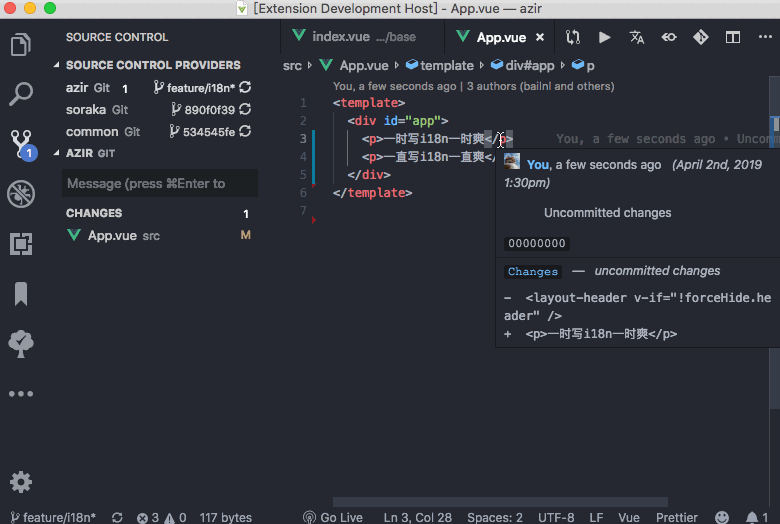 [Extension Development Host] - App.vue — azir
SOURCE CONTROL
index.vue .../base
App.vue
SOURCE CONTROL PROVIDERS
azir Git 1 feature/i18n*
soraka Git 890f0f39
common Git 534545fe
AZIR GIT
Message (press ⌘Enter to
CHANGES 1
App.vue src M
src › App.vue › template › div#app › p
You, a few seconds ago | 3 authors (bailnl and others)
1 <template>
2 <div id="app">
3 <p>一时写i18n一时爽</p> You, a few seconds ago • Uncom
4 <p>一直写i18n一直爽</
5 </div>
6 </template>
7
You, a few seconds ago (April 2nd, 2019
1:30pm)
Uncommitted changes
00000000
Changes — uncommitted changes
- <layout-header v-if="!forceHide.he
ader" />
+ <p>一时写i18n一时爽</p>
1
feature/i18n* 3 0 117 bytes Go Live Ln 3, Col 28 Spaces: 2 UTF-8 LF Vue Prettier 1